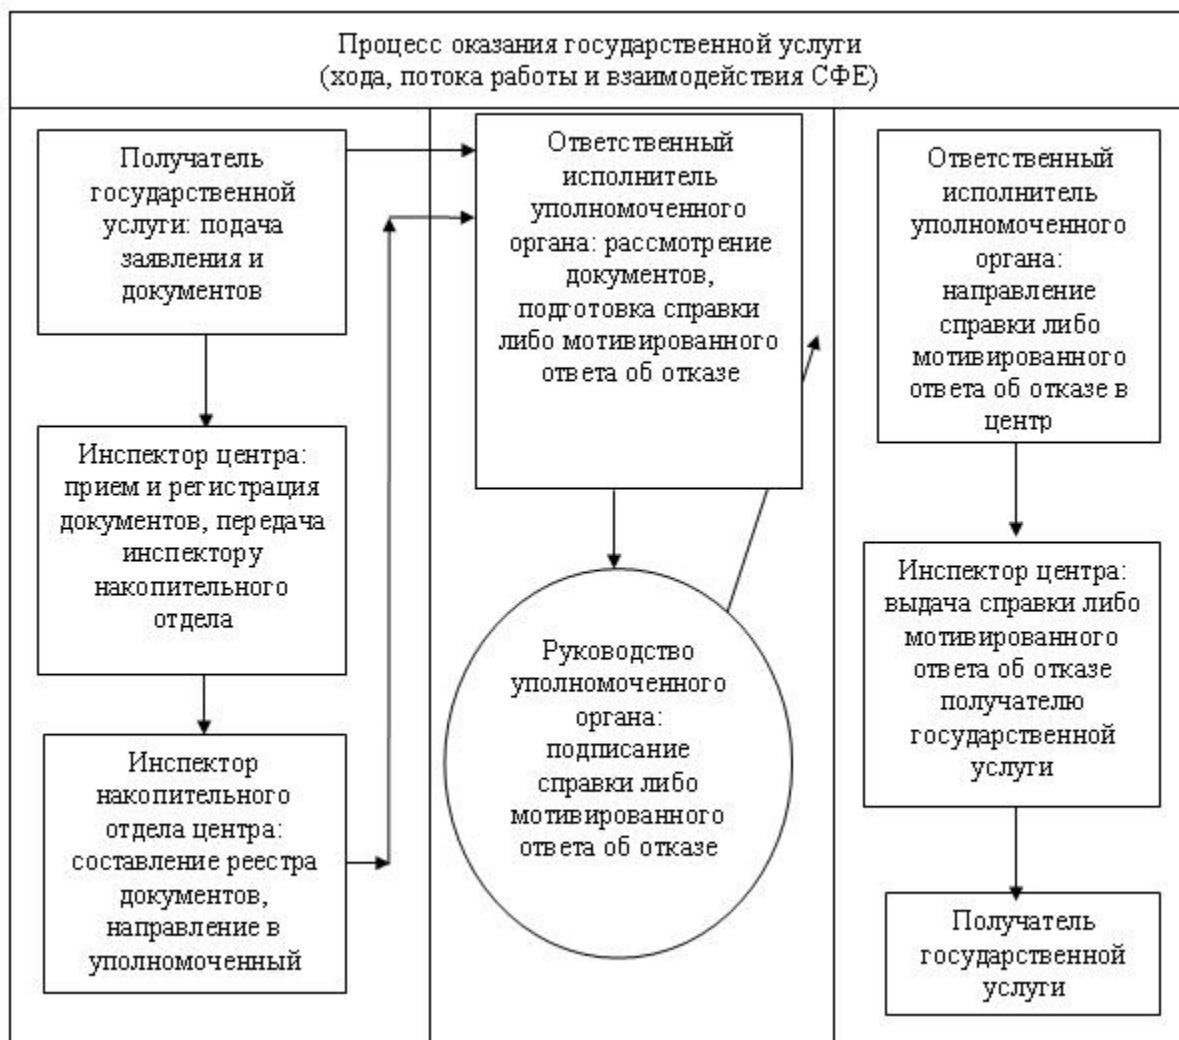 Процесс оказания государственной услуги
(хода, потока работы и взаимодействия СФЕ)
Получатель
государственной
услуги: подача
заявления и
документов
Инспектор центра:
прием и регистрация
документов, передача
инспектору
накопительного
отдела
Инспектор
накопительного
отдела центра:
составление реестра
документов,
направление в
уполномоченный
Ответственный
исполнитель
уполномоченного
органа: рассмотрение
документов,
подготовка справки
либо мотивированного
ответа об отказе
Руководство
уполномоченного
органа:
подписание
справки либо
мотивированного
ответа об отказе
Ответственный
исполнитель
уполномоченного
органа:
направление
справки либо
мотивированного
ответа об отказе в
центр
Инспектор центра:
выдача справки либо
мотивированного
ответа об отказе
получателю
государственной
услуги
Получатель
государственной
услуги